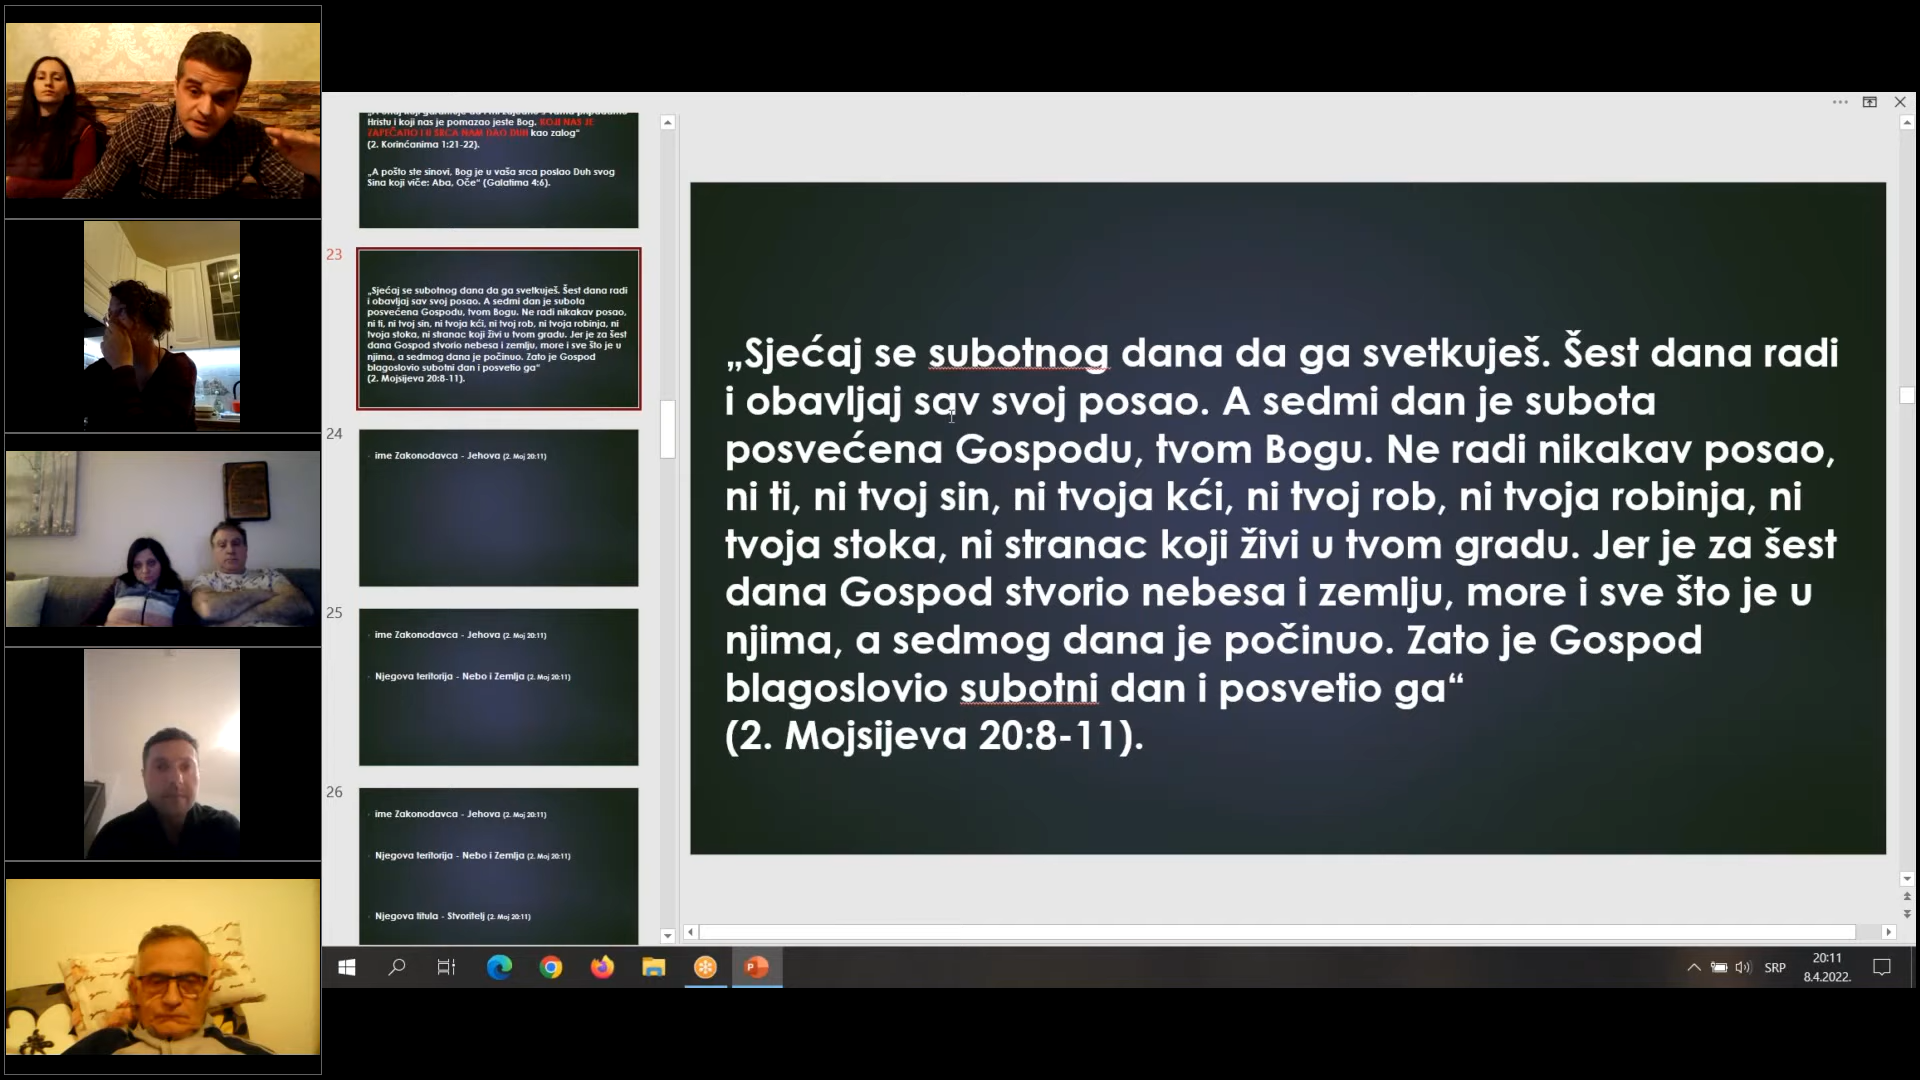 Hristu i koji nas je pomazao jeste Bog, KOJI NAS JE
ZAPEČATIO I U SRCA NAM DAO DUH kao zalog“
(2. Korinćanima 1:21-22).
„A pošto ste sinovi, Bog je u vaša srca poslao Duh svog
Sina koji viče: Aba, Oče“ (Galatima 4:6).
23
„Sjećaj se subotnog dana da ga svetkuješ. Šest dana radi
i obavljaj sav svoj posao. A sedmi dan je subota
posvećena Gospodu, tvom Bogu. Ne radi nikakav posao,
ni ti, ni tvoj sin, ni tvoja kći, ni tvoj rob, ni tvoja robinja, ni
tvoja stoka, ni stranac koji živi u tvom gradu. Jer je za šest
dana Gospod stvorio nebesa i zemlju, more i sve što je u
njima, a sedmog dana je počinuo. Zato je Gospod
blagoslovio subotni dan i posvetio ga“
(2. Mojsijeva 20:8-11).
24
ime Zakonodavca - Jehova (2. Moj 20:11)
25
ime Zakonodavca - Jehova (2. Moj 20:11)
Njegova teritorija - Nebo i Zemlja (2. Moj 20:11)
26
ime Zakonodavca - Jehova (2. Moj 20:11)
Njegova teritorija - Nebo i Zemlja (2. Moj 20:11)
Njegova titula - Stvoritelj (2. Moj 20:11)
„Sjećaj se subotnog dana da ga svetkuješ. Šest dana radi
i obavljaj sav svoj posao. A sedmi dan je subota
posvećena Gospodu, tvom Bogu. Ne radi nikakav posao,
ni ti, ni tvoj sin, ni tvoja kći, ni tvoj rob, ni tvoja robinja, ni
tvoja stoka, ni stranac koji živi u tvom gradu. Jer je za šest
dana Gospod stvorio nebesa i zemlju, more i sve što je u
njima, a sedmog dana je počinuo. Zato je Gospod
blagoslovio subotni dan i posvetio ga“
(2. Mojsijeva 20:8-11).
SRP
20:11
8.4.2022.